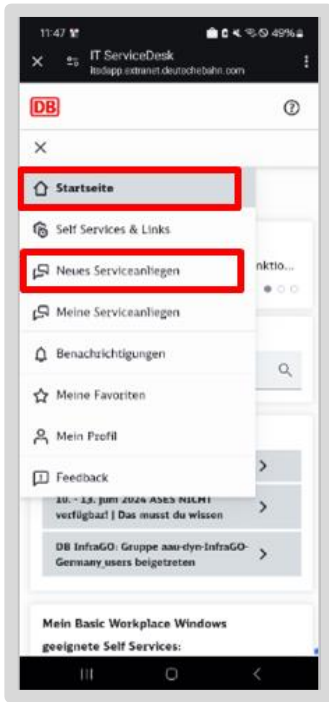 11:47
49%
IT ServiceDesk
itsdapp.extranet.deutschebahn.com
DB
Startseite
Self Services & Links
Neues Serviceanliegen
nktio...
Meine Serviceanliegen
Benachrichtigungen
Meine Favoriten
Mein Profil
Feedback
10. - 13. Juni 2024 ASES NICHT
verfügbar! | Das musst du wissen
DB InfraGO: Gruppe aau-dyn-InfraGO-
Germany_users beigetreten
Mein Basic Workplace Windows
geeignete Self Services: